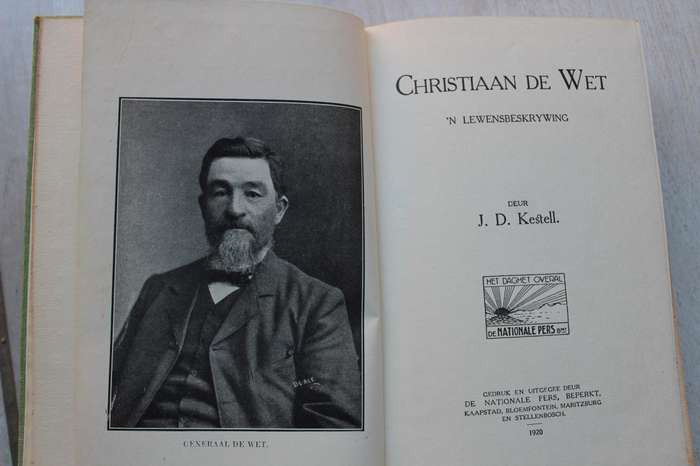 GENERAAL DE WET.
CHRISTIAAN DE WET
'N LEWENSBESKRYWING
DEUR
J. D. Kestell.
HET DAGHET OVERAL
DE NATIONALE PERS BPKT
GEDRUK EN UITGEGEE DEUR
DE NATIONALE PERS, BEPERKT,
KAAPSTAD, BLOEMFONTEIN, MARITZBURG
EN STELLENBOSCH.
1920